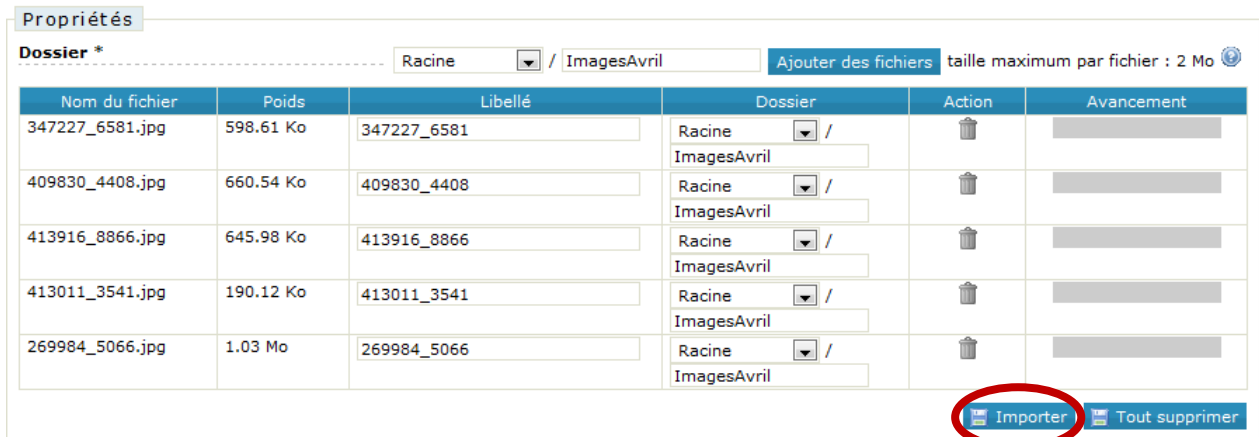 Propriétés
Dossier * Racine / ImagesAvril Ajouter des fichiers taille maximum par fichier : 2 Mo
Nom du fichier Poids Libellé Dossier Action Avancement
347227_6581.jpg 598.61 Ko 347227_6581 Racine /
ImagesAvril
409830_4408.jpg 660.54 Ko 409830_4408 Racine /
ImagesAvril
413916_8866.jpg 645.98 Ko 413916_8866 Racine /
ImagesAvril
413011_3541.jpg 190.12 Ko 413011_3541 Racine /
ImagesAvril
269984_5066.jpg 1.03 Mo 269984_5066 Racine /
ImagesAvril
Importer Tout supprimer